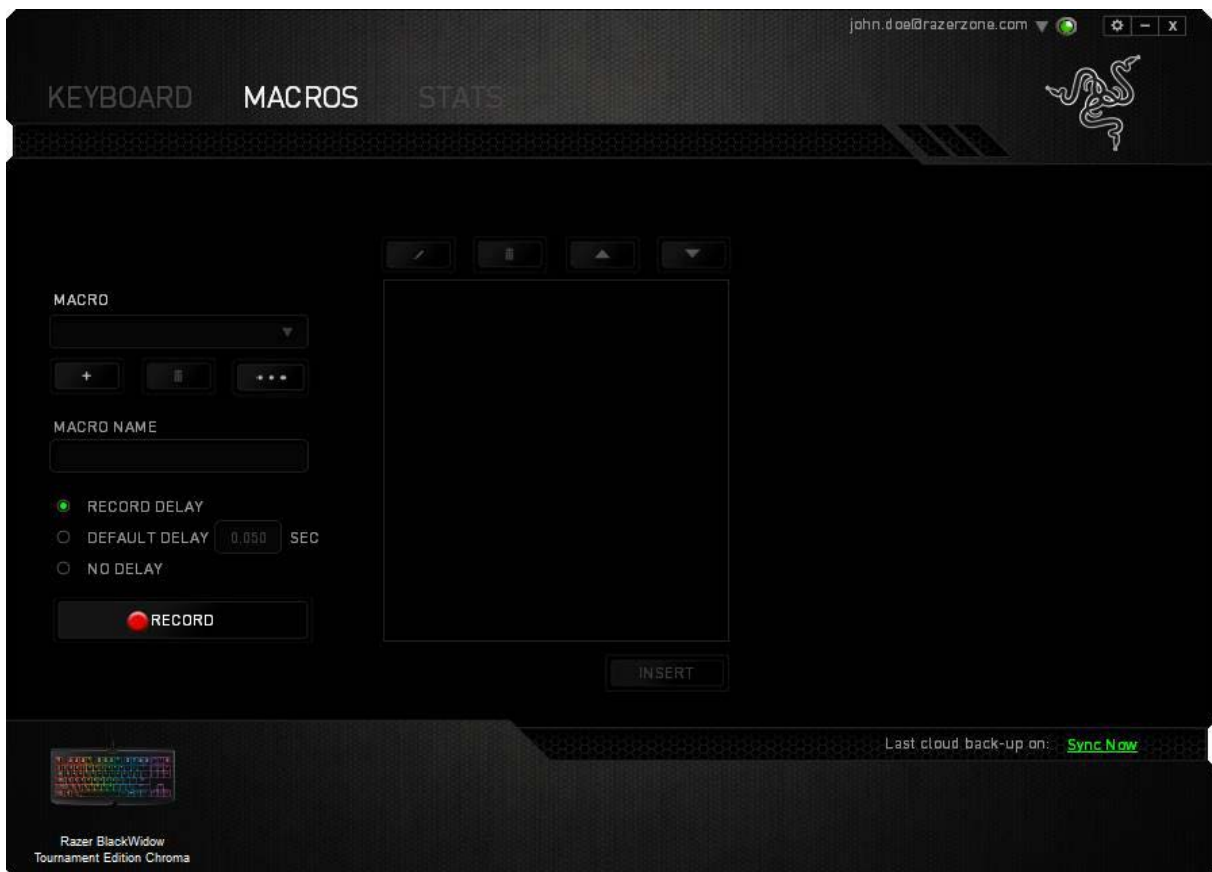 john.doe@razerzone.com
KEYBOARD MACROS STATS
MACRO
MACRO NAME
RECORD DELAY
DEFAULT DELAY 0.050 SEC
NO DELAY
RECORD
INSERT
Last cloud back-up on: Sync Now
Razer BlackWidow
Tournament Edition Chroma